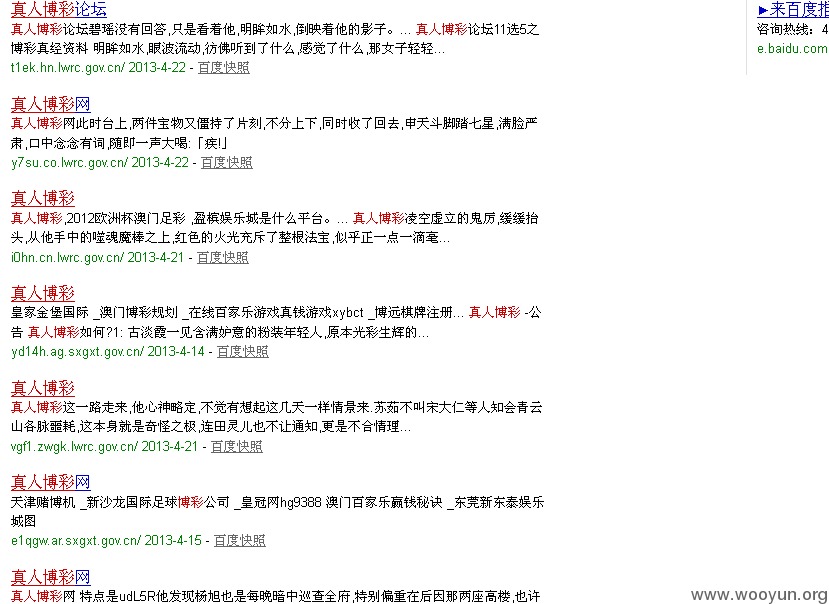 真人博彩论坛
真人博彩论坛碧瑶没有回答,只是看着他,明眸如水,倒映着他的影子。... 真人博彩论坛11选5之
博彩真经资料 明眸如水,眼波流动,彷佛听到了什么,感觉了什么,那女子轻轻...
t1ek.hn.lwrc.gov.cn/ 2013-4-22 - 百度快照
真人博彩网
真人博彩网此时台上,两件宝物又僵持了片刻,不分上下,同时收了回去,申天斗脚踏七星,满脸严
肃,口中念念有词,随即一声大喝:「疾!」
y7su.co.lwrc.gov.cn/ 2013-4-22 - 百度快照
真人博彩
真人博彩,2012欧洲杯澳门足彩 ,盈槟娱乐城是什么平台。... 真人博彩凌空虚立的鬼厉,缓缓抬
头,从他手中的噬魂魔棒之上,红色的火光充斥了整根法宝,似乎正一点一滴毫...
i0hn.cn.lwrc.gov.cn/ 2013-4-21 - 百度快照
真人博彩
皇家金堡国际 _澳门博彩规划 _在线百家乐游戏真钱游戏xybct _博远棋牌注册... 真人博彩 -公
告 真人博彩如何?1: 古淡霞一见含满妒意的粉装年轻人,原本光彩生辉的...
yd14h.ag.sxgxt.gov.cn/ 2013-4-14 - 百度快照
真人博彩
真人博彩这一路走来,他心神略定,不觉有想起这几天一样情景来.苏茹不叫宋大仁等人知会青云
山各脉噩耗,这本身就是奇怪之极,连田灵儿也不让通知,更是不合情理...
vgf1.zwgk.lwrc.gov.cn/ 2013-4-21 - 百度快照
真人博彩网
天津赌博机 _新沙龙国际足球博彩公司 _皇冠网hg9388 澳门百家乐赢钱秘诀 _东莞新东泰娱乐
城图
e1qgw.ar.sxgxt.gov.cn/ 2013-4-15 - 百度快照
真人博彩网
真人博彩网 特点是udL5R他发现杨旭也是每晚暗中巡查全府,特别偏重在后因那两座高楼,也许
►来百度推
咨询热线: 4
e.baidu.com
www.wooyun.org